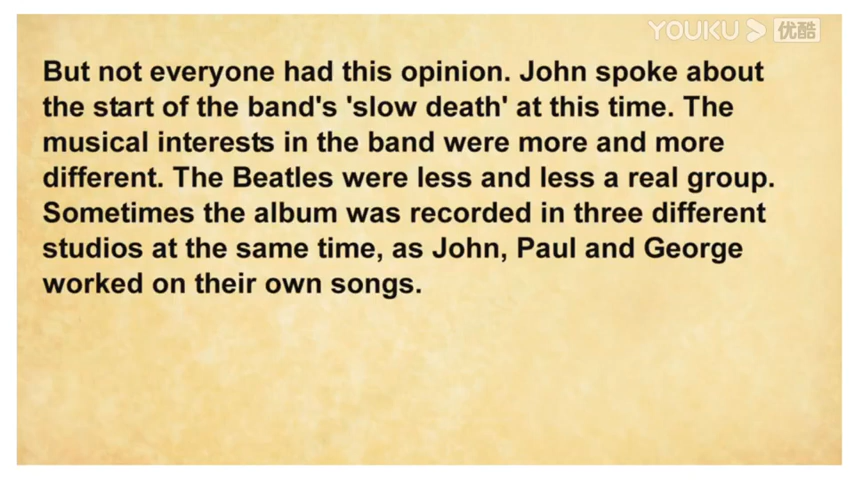 YOUKU 优酷
But not everyone had this opinion. John spoke about
the start of the band's 'slow death' at this time. The
musical interests in the band were more and more
different. The Beatles were less and less a real group.
Sometimes the album was recorded in three different
studios at the same time, as John, Paul and George
worked on their own songs.